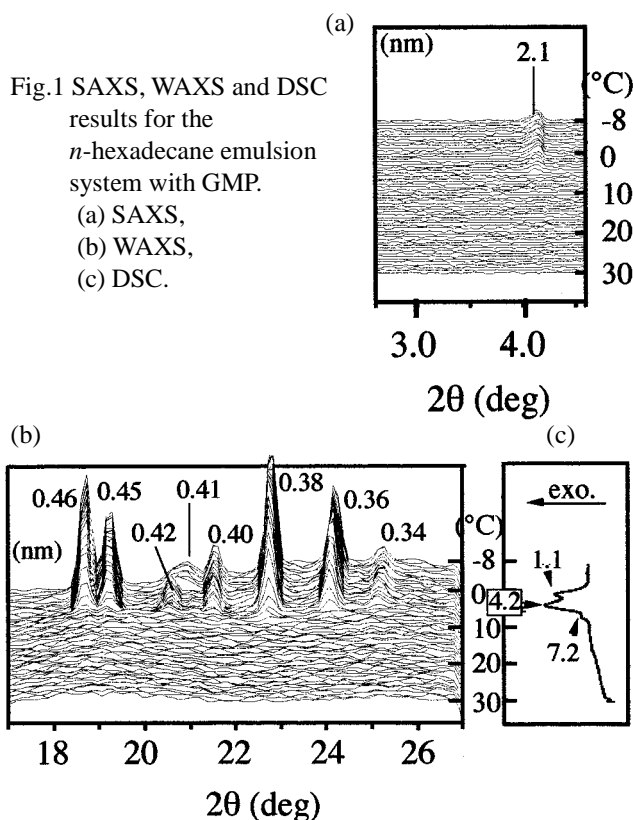 (a)
(nm)
2.1
(°C)
-8
0
10
20
30
3.0 4.0
2θ (deg)
Fig.1 SAXS, WAXS and DSC
results for the
n-hexadecane emulsion
system with GMP.
(a) SAXS,
(b) WAXS,
(c) DSC.
(b)
0.46 0.45 0.42 0.41 0.40 0.38 0.36 0.34
(nm)
(°C)
-8
0
10
20
30
18 20 22 24 26
2θ (deg)
(c)
exo.
1.1
4.2
7.2